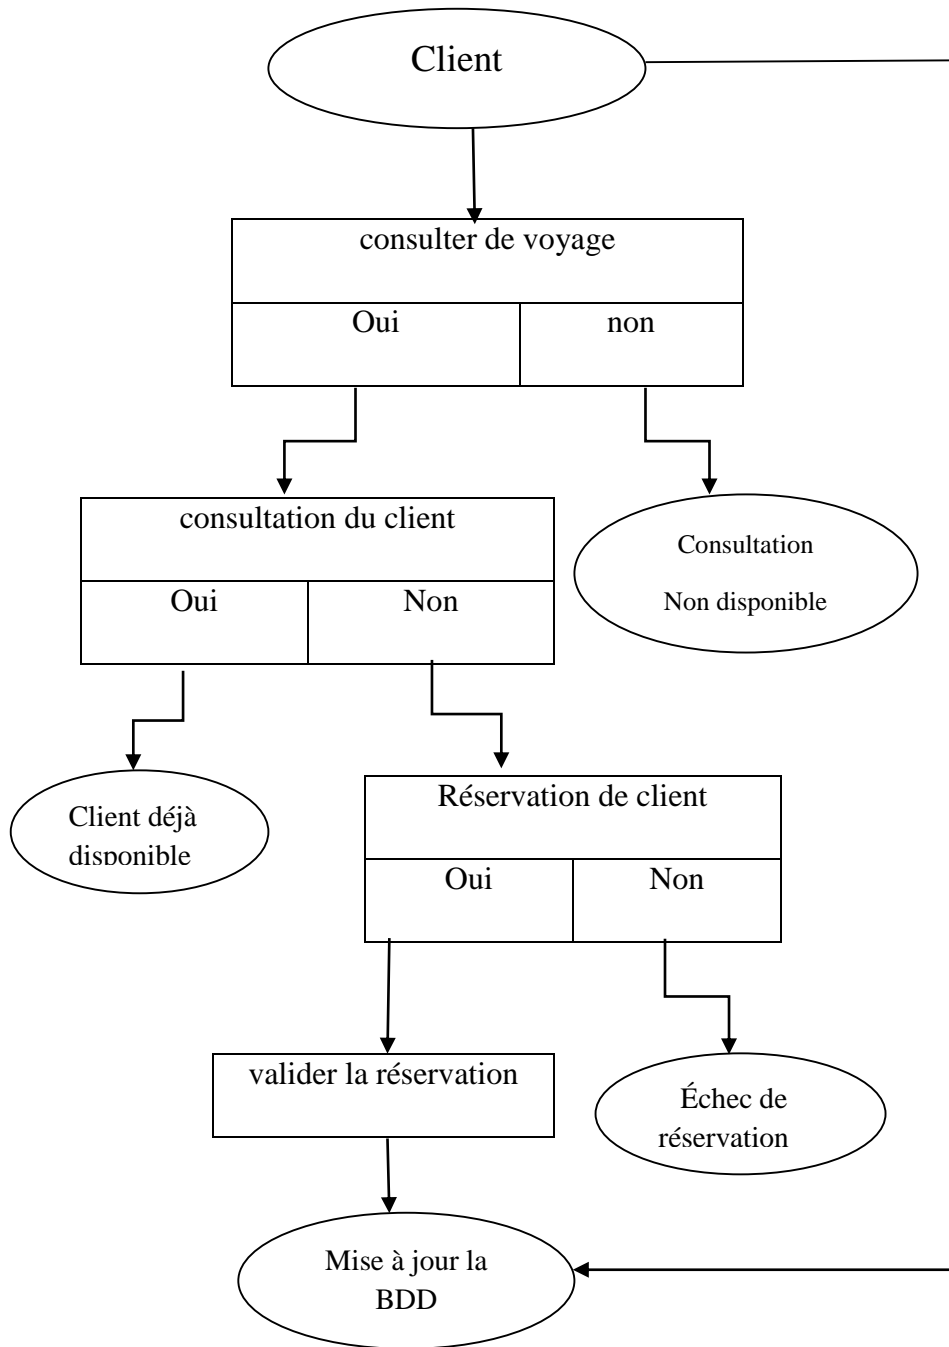 Client
consulter de voyage
Oui
non
consultation du client
Oui
Non
Consultation
Non disponible
Client déjà
disponible
Réservation de client
Oui
Non
valider la réservation
Échec de
réservation
Mise à jour la
BDD